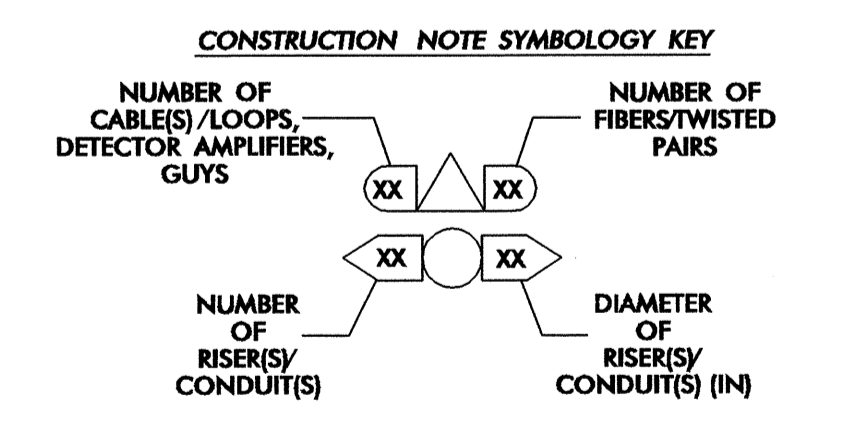 CONSTRUCTION NOTE SYMBOLOGY KEY
NUMBER OF
CABLE(S)/LOOPS,
DETECTOR AMPLIFIERS,
GUYS
NUMBER OF
FIBERS/TWISTED
PAIRS
XX
XX
XX
XX
NUMBER
OF
RISER(S)/
CONDUIT(S)
DIAMETER
OF
RISER(S)/
CONDUIT(S) (IN)